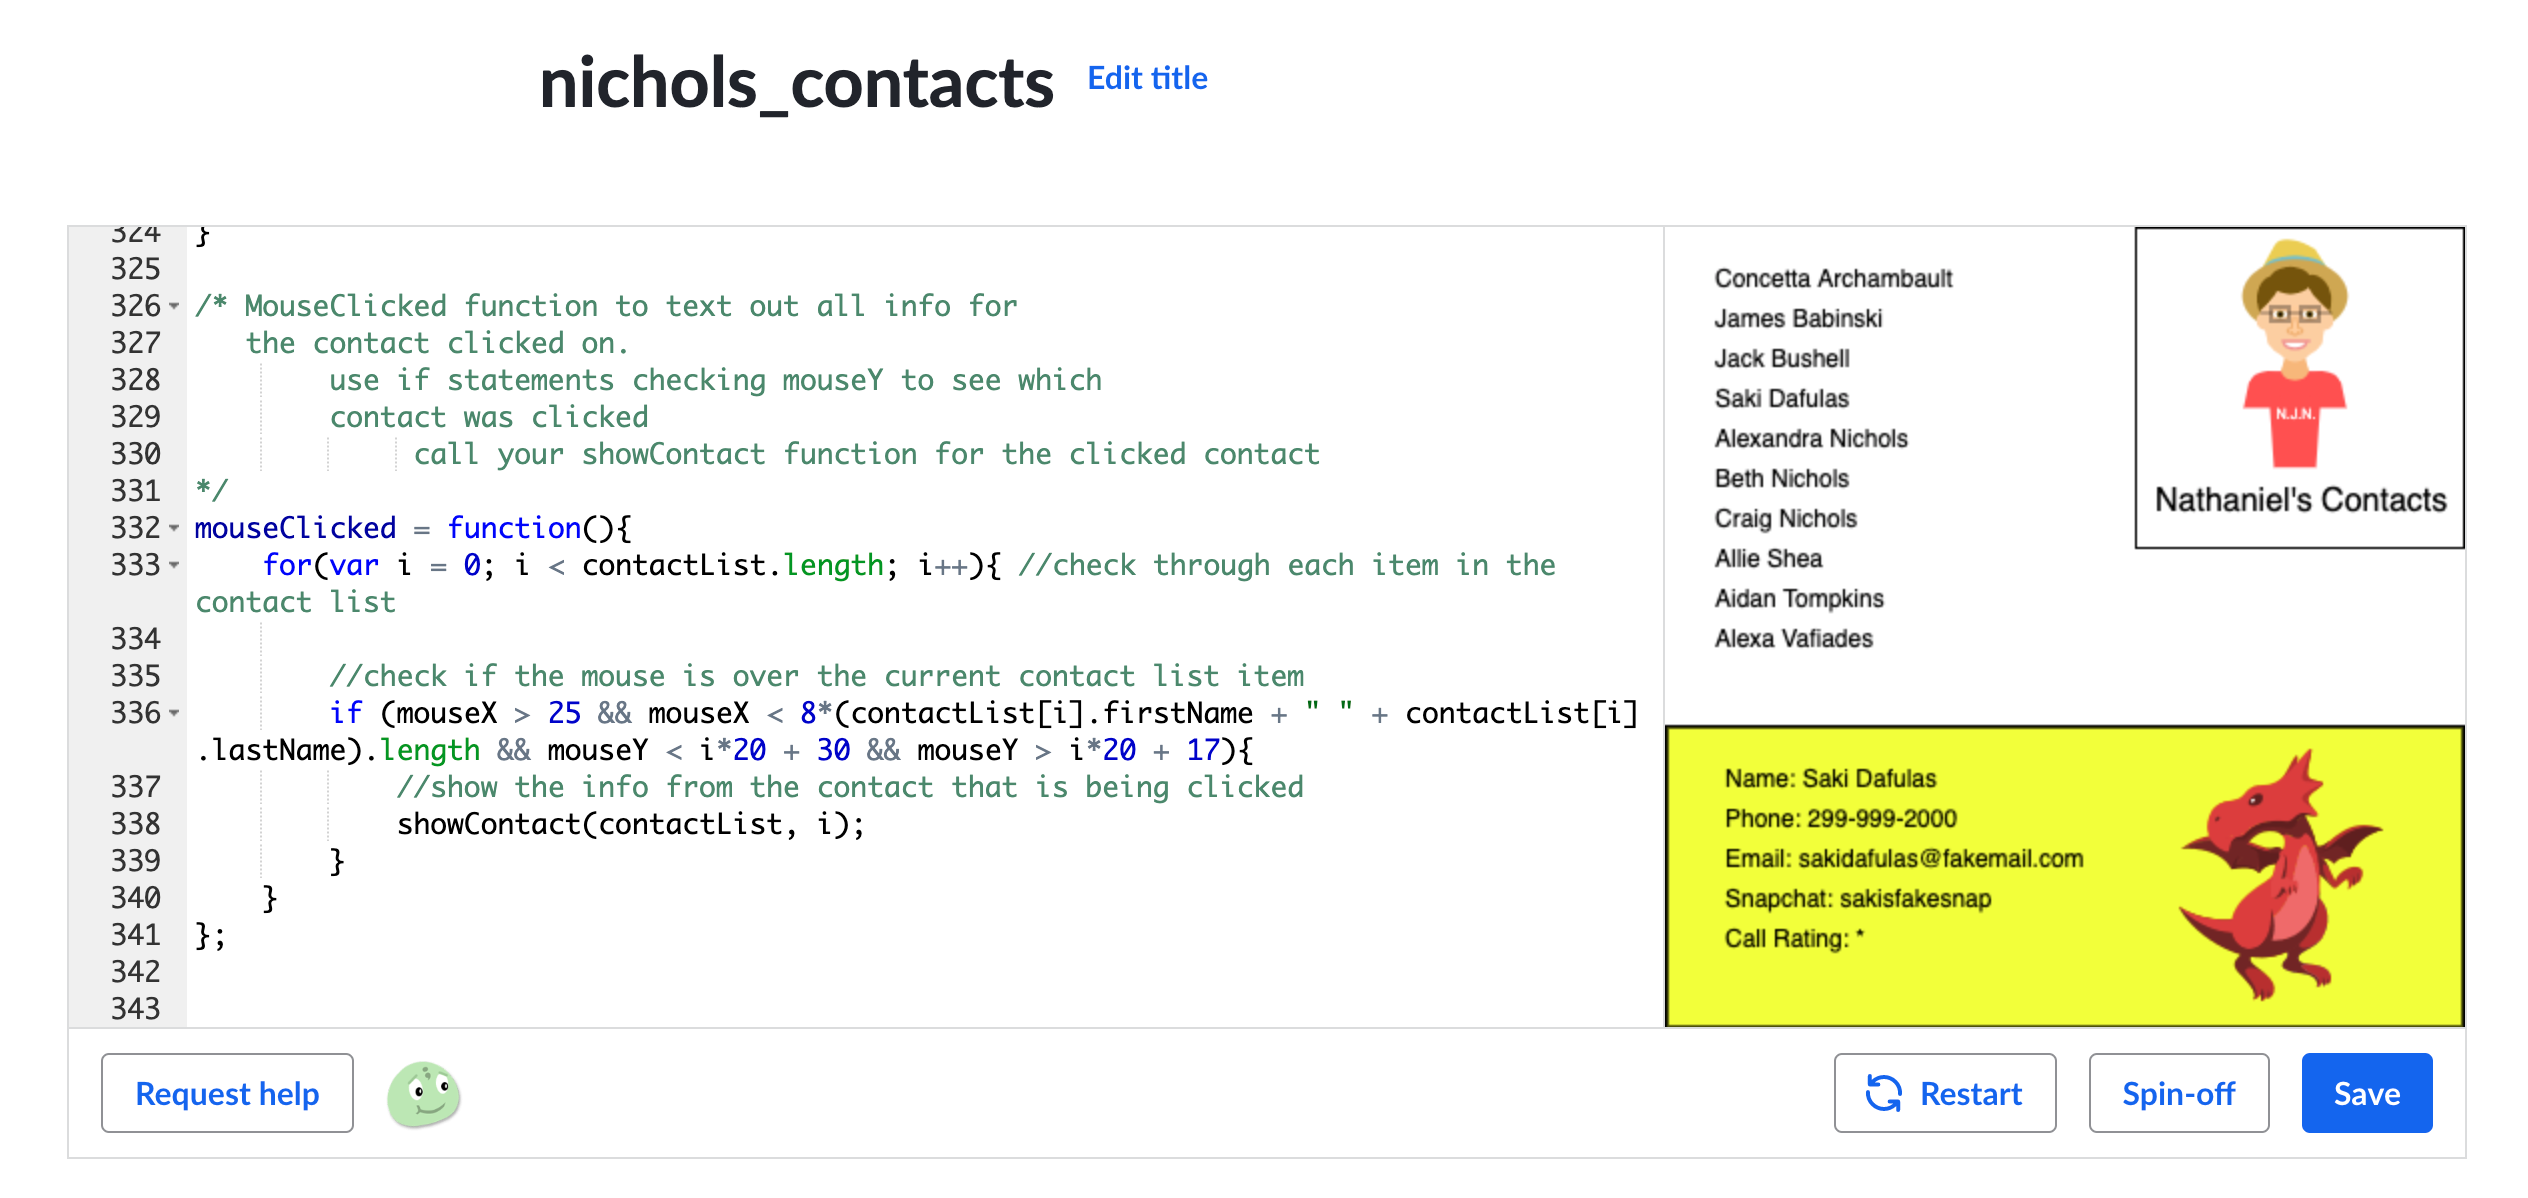 nichols_contacts Edit title
324 }
325
326 /* MouseClicked function to text out all info for
327 the contact clicked on.
328 use if statements checking mouseY to see which
329 contact was clicked
330 call your showContact function for the clicked contact
331 */
332 mouseClicked = function(){
333 for(var i = 0; i < contactList.length; i++){ //check through each item in the
contact list
334
335 //check if the mouse is over the current contact list item
336 if (mouseX > 25 && mouseX < 8*(contactList[i].firstName + " " + contactList[i]
.lastName).length && mouseY < i*20 + 30 && mouseY > i*20 + 17){
337 //show the info from the contact that is being clicked
338 showContact(contactList, i);
339 }
340 }
341 };
342
343
Concetta Archambault
James Babinski
Jack Bushell
Saki Dafulas
Alexandra Nichols
Beth Nichols
Craig Nichols
Allie Shea
Aidan Tompkins
Alexa Vafiades
N.J.N.
Nathaniel's Contacts
Name: Saki Dafulas
Phone: 299-999-2000
Email: sakidafulas@fakemail.com
Snapchat: sakisfakesnap
Call Rating: *
Request help
Restart
Spin-off
Save